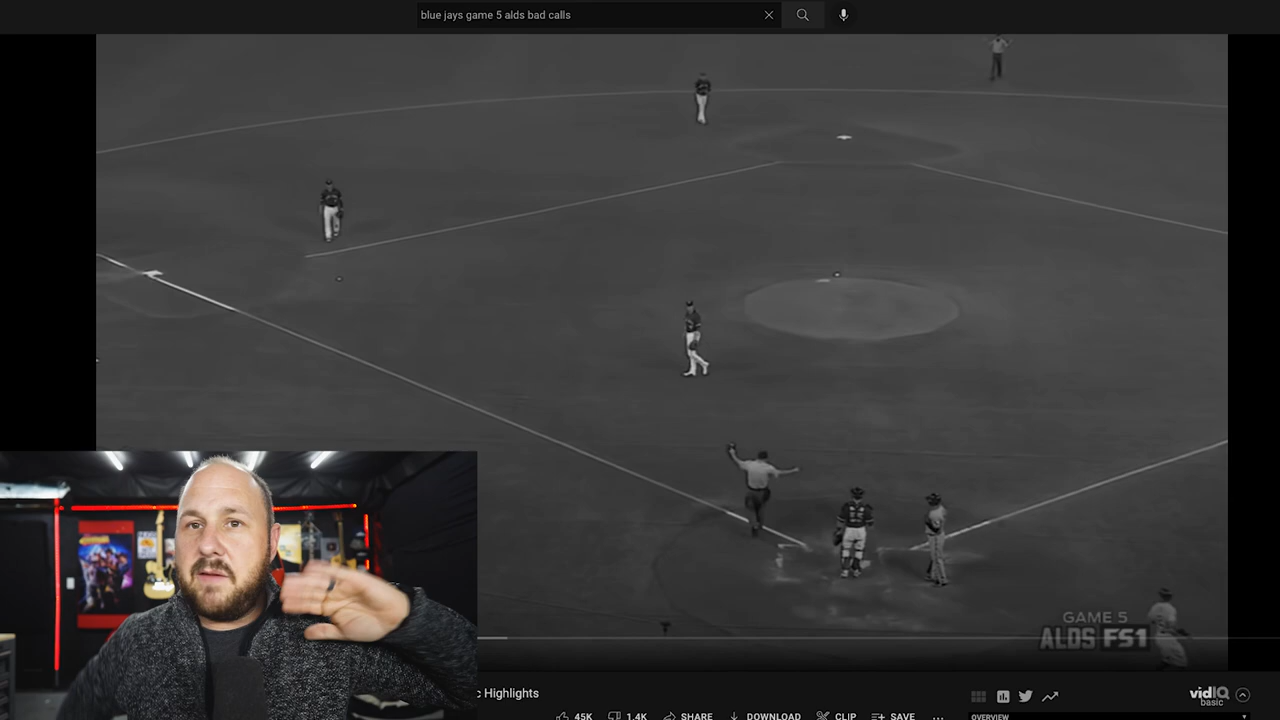 blue jays game 5 alds bad calls
GAME 5
ALDS FS1
c Highlights
45K
1.4K
SHARE
DOWNLOAD
CLIP
SAVE
...
vidIQ
basic
OVERVIEW